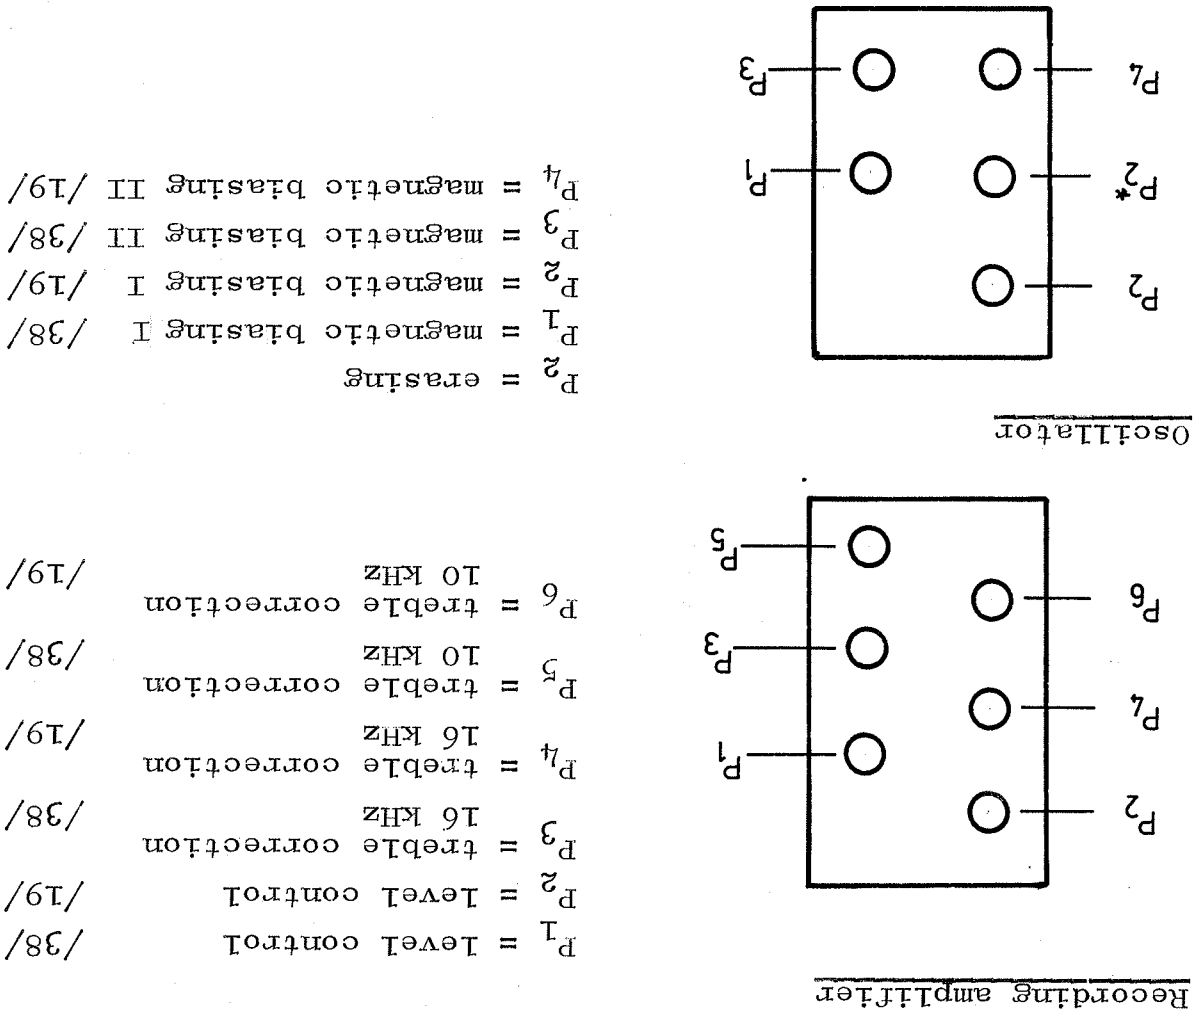 Recording amplifier
P₂
P₁
P₄
P₃
P₆
P₅
P₁ = level control /38/
P₂ = level control /19/
P₃ = treble correction
16 kHz /38/
P₄ = treble correction
16 kHz /19/
P₅ = treble correction
10 kHz /38/
P₆ = treble correction
10 kHz /19/
Oscillator
P₂
P₂*
P₁
P₄
P₃
P₂ = erasing
P₁ = magnetic biasing I /38/
P₂ = magnetic biasing I /19/
P₃ = magnetic biasing II /38/
P₄ = magnetic biasing II /19/